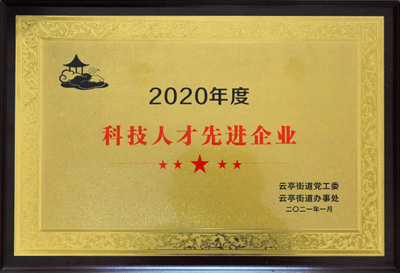 2020年度
科技人才先进企业
云亭街道党工委
云亭街道办事处
二〇二一年一月